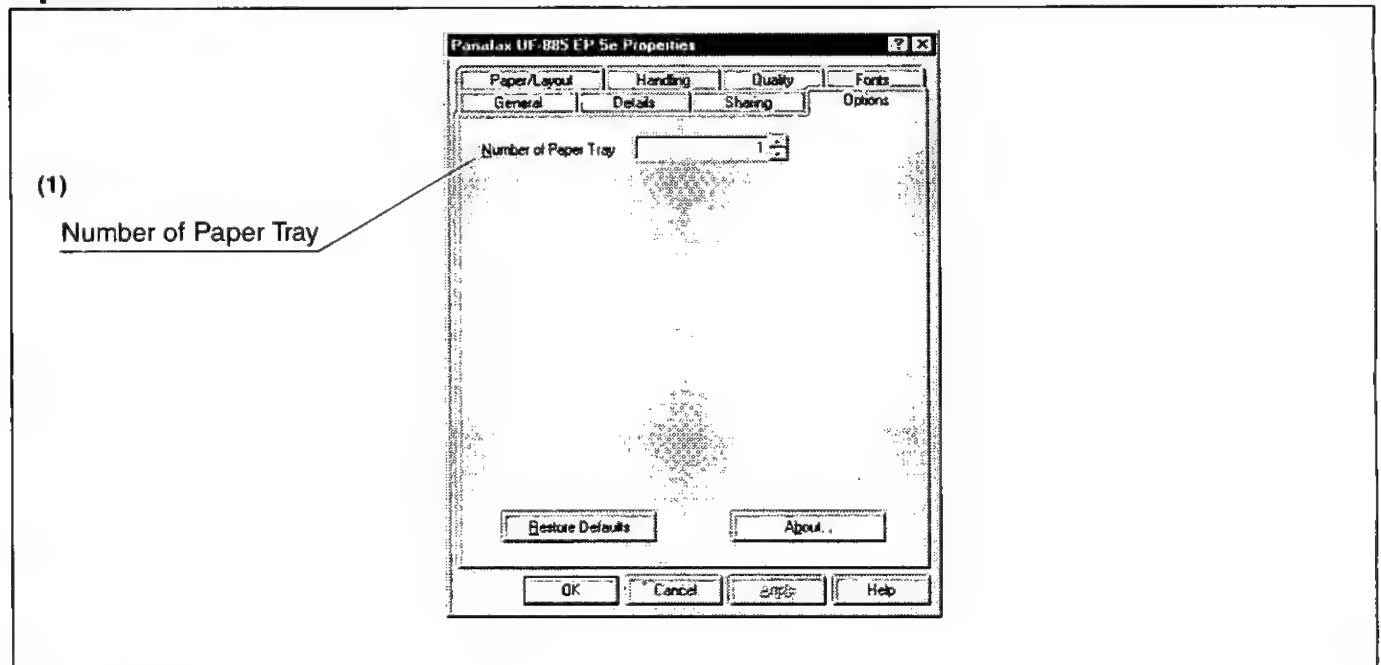 Panafax UF-885 EP 5e Properties
Paper/Layout Handling Quality Fonts
General Details Sharing Options
Number of Paper Tray 1
(1)
Number of Paper Tray
Restore Defaults About..
OK Cancel Apply Help